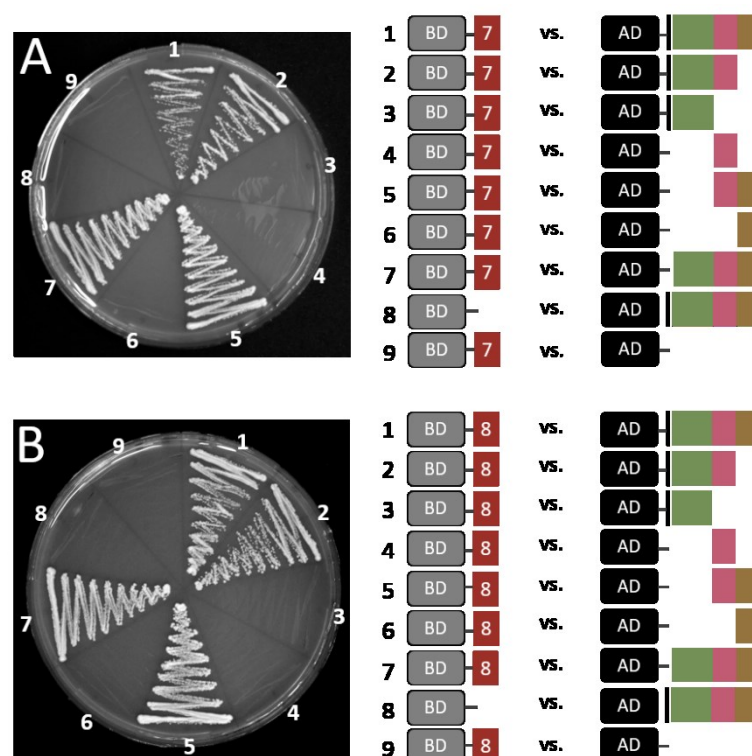 A
1
2
3
4
5
6
7
8
9
1 BD 7 vs. AD
2 BD 7 vs. AD
3 BD 7 vs. AD
4 BD 7 vs. AD
5 BD 7 vs. AD
6 BD 7 vs. AD
7 BD 7 vs. AD
8 BD vs. AD
9 BD 7 vs. AD
B
1
2
3
4
5
6
7
8
9
1 BD 8 vs. AD
2 BD 8 vs. AD
3 BD 8 vs. AD
4 BD 8 vs. AD
5 BD 8 vs. AD
6 BD 8 vs. AD
7 BD 8 vs. AD
8 BD vs. AD
9 BD 8 vs. AD